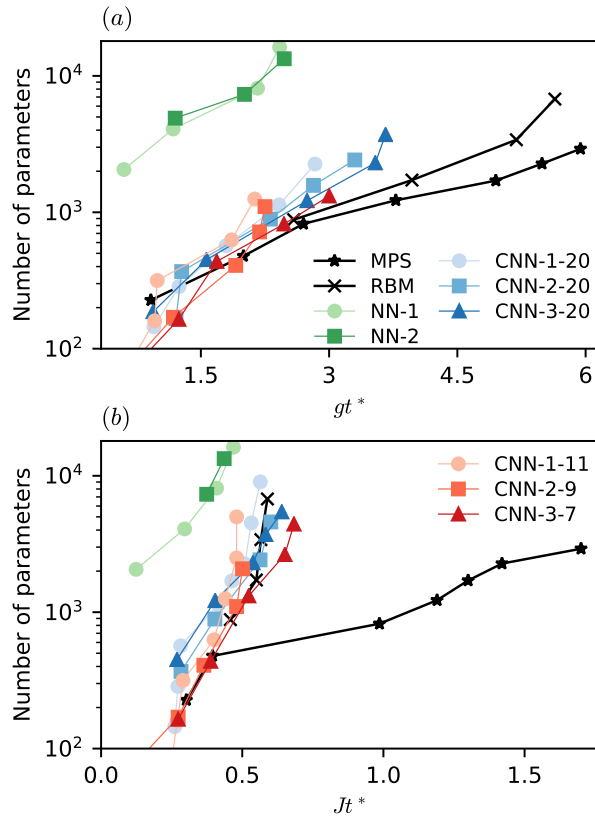 (a)
Number of parameters
10^4
10^3
10^2
1.5 3 4.5 6
gt*
MPS
RBM
NN-1
NN-2
CNN-1-20
CNN-2-20
CNN-3-20
(b)
Number of parameters
10^4
10^3
10^2
0.0 0.5 1.0 1.5
Jt*
CNN-1-11
CNN-2-9
CNN-3-7